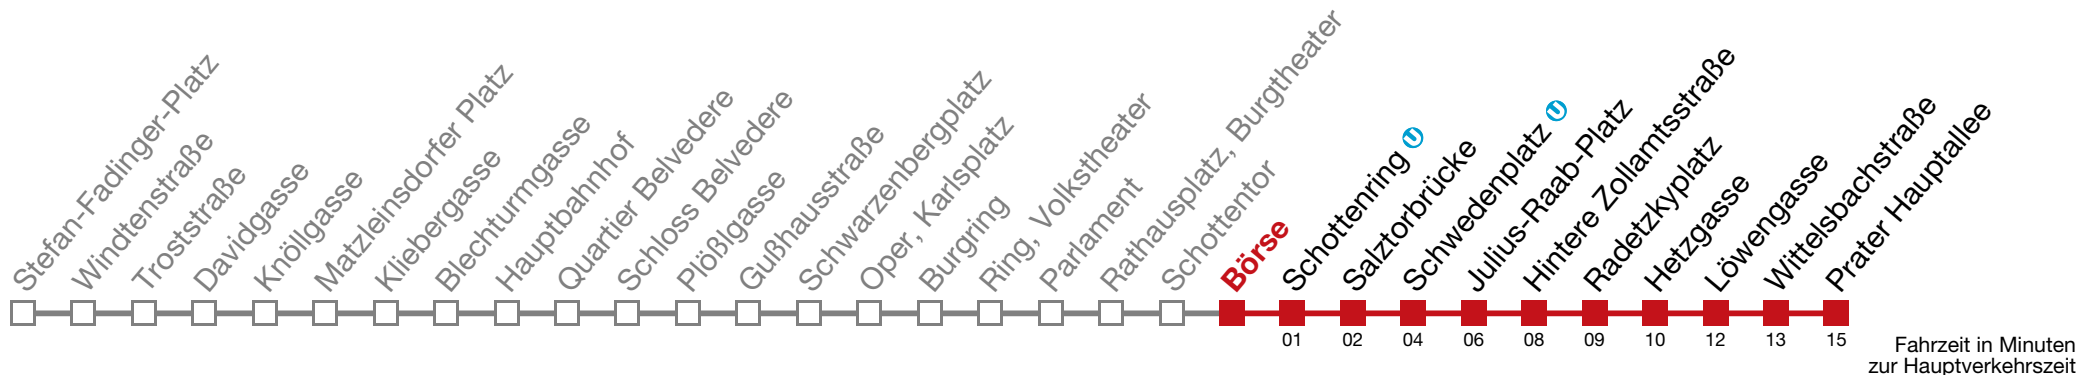 Stefan-Fadinger-Platz
Windtenstraße
Troststraße
Davidgasse
Knöllgasse
Matzleinsdorfer Platz
Kliebergasse
Blechturmgasse
Hauptbahnhof
Quartier Belvedere
Schloss Belvedere
Plößlgasse
Gußhausstraße
Schwarzenbergplatz
Oper, Karlsplatz
Burgring
Ring, Volkstheater
Parlament
Rathausplatz, Burgtheater
Schottentor
Börse
Schottenring U
Salztorbrücke
Schwedenplatz U
Julius-Raab-Platz
Hintere Zollamtsstraße
Radetzkyplatz
Hetzgasse
Löwengasse
Wittelsbachstraße
Prater Hauptallee
01 02 04 06 08 09 10 12 13 15
Fahrzeit in Minuten
zur Hauptverkehrszeit